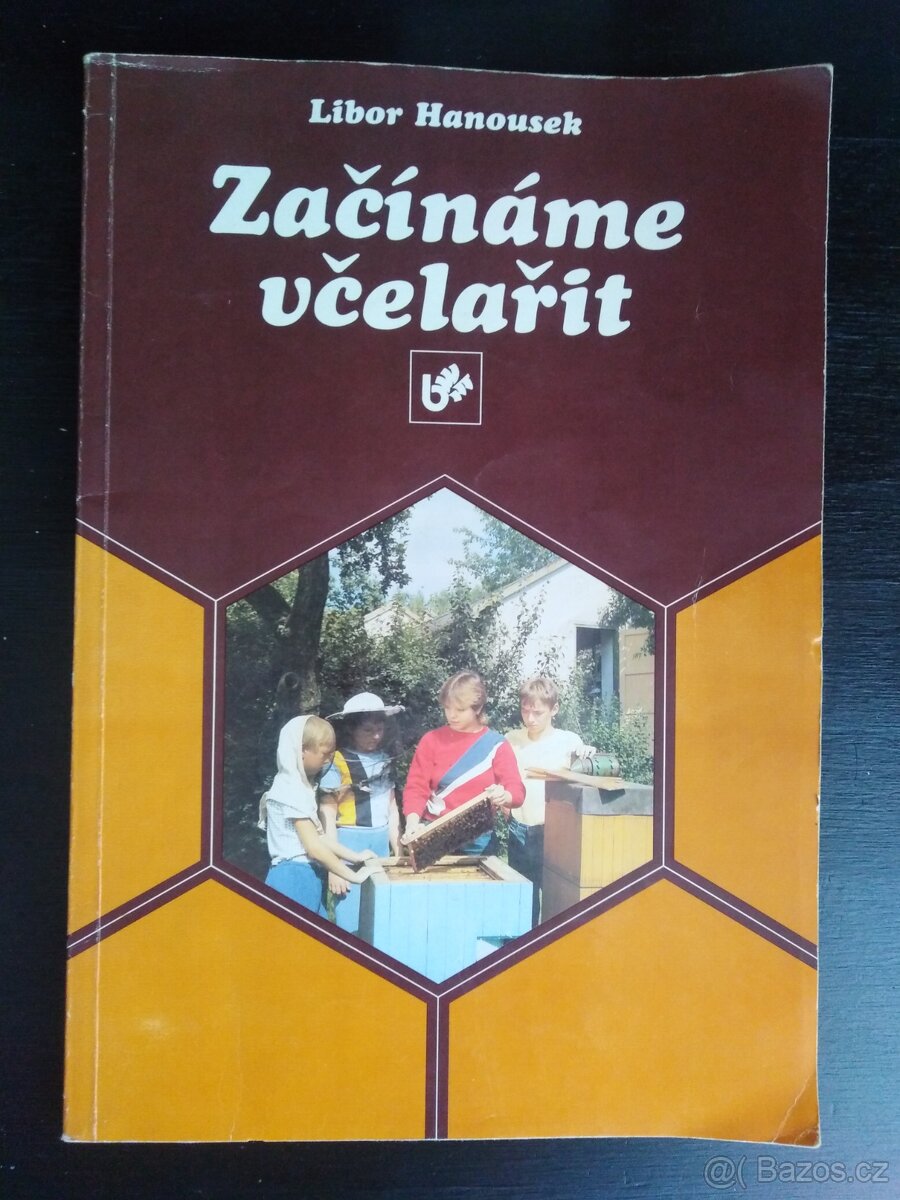 Libor Hanousek
Začínáme
včelařit
@( Bazos.cz